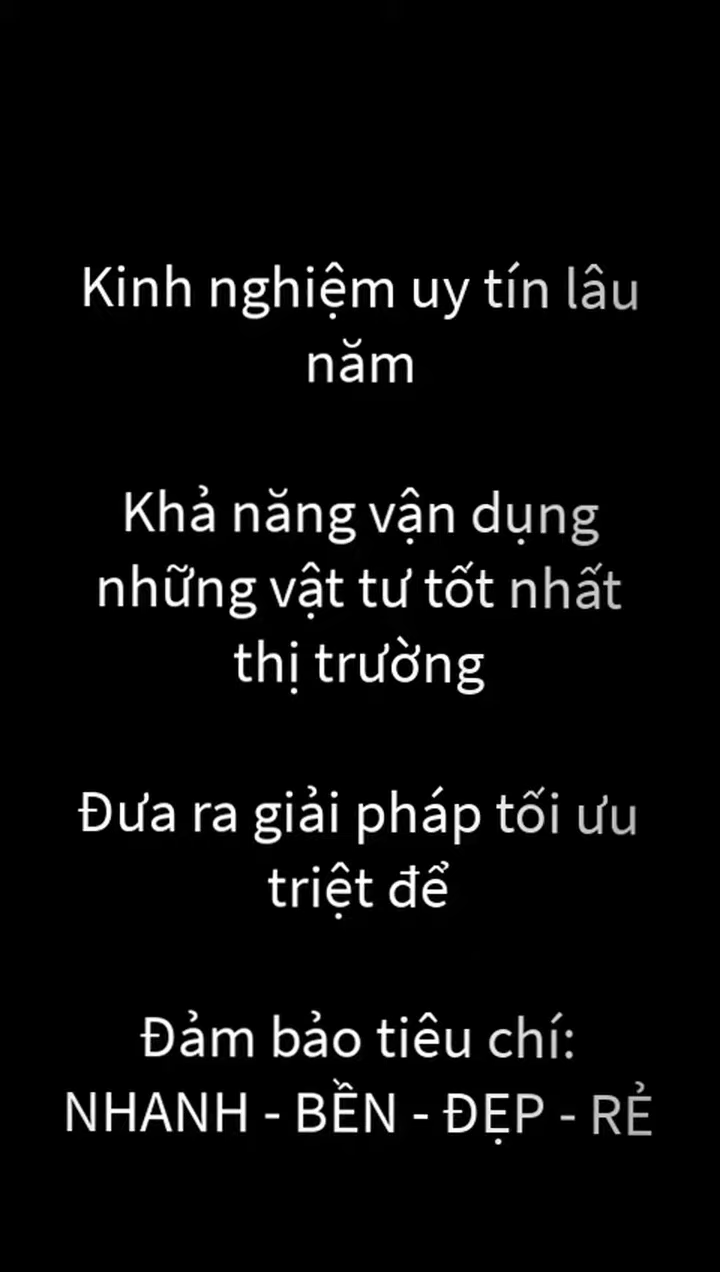 Kinh nghiệm uy tín lâu
năm
Khả năng vận dụng
những vật tư tốt nhất
thị trường
Đưa ra giải pháp tối ưu
triệt để
Đảm bảo tiêu chí:
NHANH - BỀN - ĐẸP - RẺ